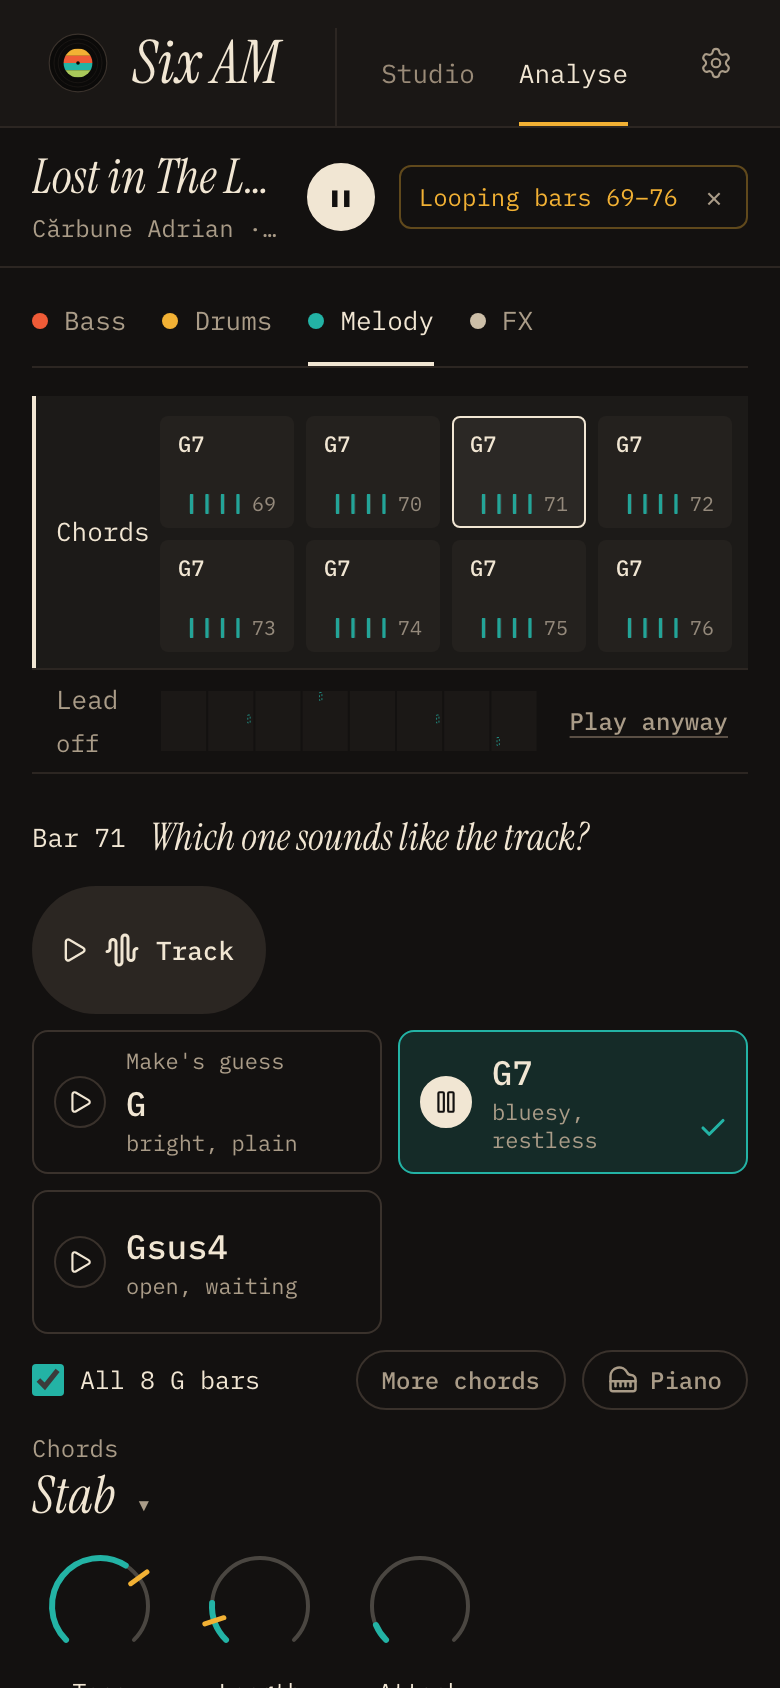 Six AM
Studio
Analyse
Lost in The L...
Cărbune Adrian ·…
Looping bars 69–76 ×
Bass
Drums
Melody
FX
Chords
G7
69
G7
70
G7
71
G7
72
G7
73
G7
74
G7
75
G7
76
Lead
off
Play anyway
Bar 71 Which one sounds like the track?
Track
Make's guess
G
bright, plain
G7
bluesy,
restless
Gsus4
open, waiting
All 8 G bars
More chords
Piano
Chords
Stab